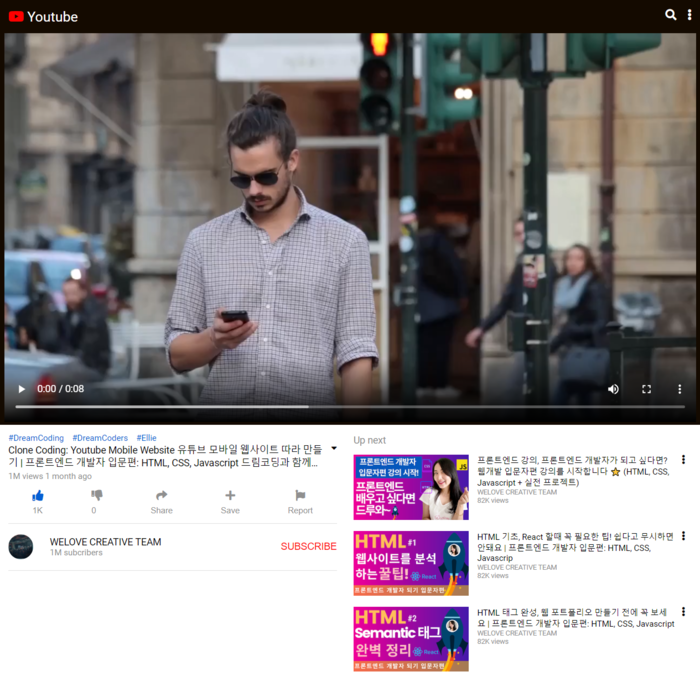 Youtube
0:00 / 0:08
#DreamCoding #DreamCoders #Ellie
Clone Coding: Youtube Mobile Website 유튜브 모바일 웹사이트 따라 만들
기 | 프론트엔드 개발자 입문편: HTML, CSS, Javascript 드림코딩과 함께...
1M views 1 month ago
1K
0
Share
Save
Report
WELOVE CREATIVE TEAM
1M subcribers
SUBSCRIBE
Up next
프론트엔드 개발자
입문자편 강의 시작!
JS
프론트엔드
배우고 싶다면
드루와~
프론트엔드 강의, 프론트엔드 개발자가 되고 싶다면?
웹개발 입문자편 강의를 시작합니다 ⭐ (HTML, CSS,
Javascript + 실전 프로젝트)
WELOVE CREATIVE TEAM
82K views
HTML #1
웹사이트를 분석
하는 꿀팁!
React
프론트엔드 개발자 되기 입문자편
HTML 기초, React 할때 꼭 필요한 팁! 쉽다고 무시하면
안돼요 | 프론트엔드 개발자 입문편: HTML, CSS,
Javascrip
WELOVE CREATIVE TEAM
82K views
HTML #2
Semantic 태그
완벽 정리
React
프론트엔드 개발자 되기 입문자편
HTML 태그 완성, 웹 포트폴리오 만들기 전에 꼭 보세
요 | 프론트엔드 개발자 입문편: HTML, CSS, Javascript
WELOVE CREATIVE TEAM
82K views